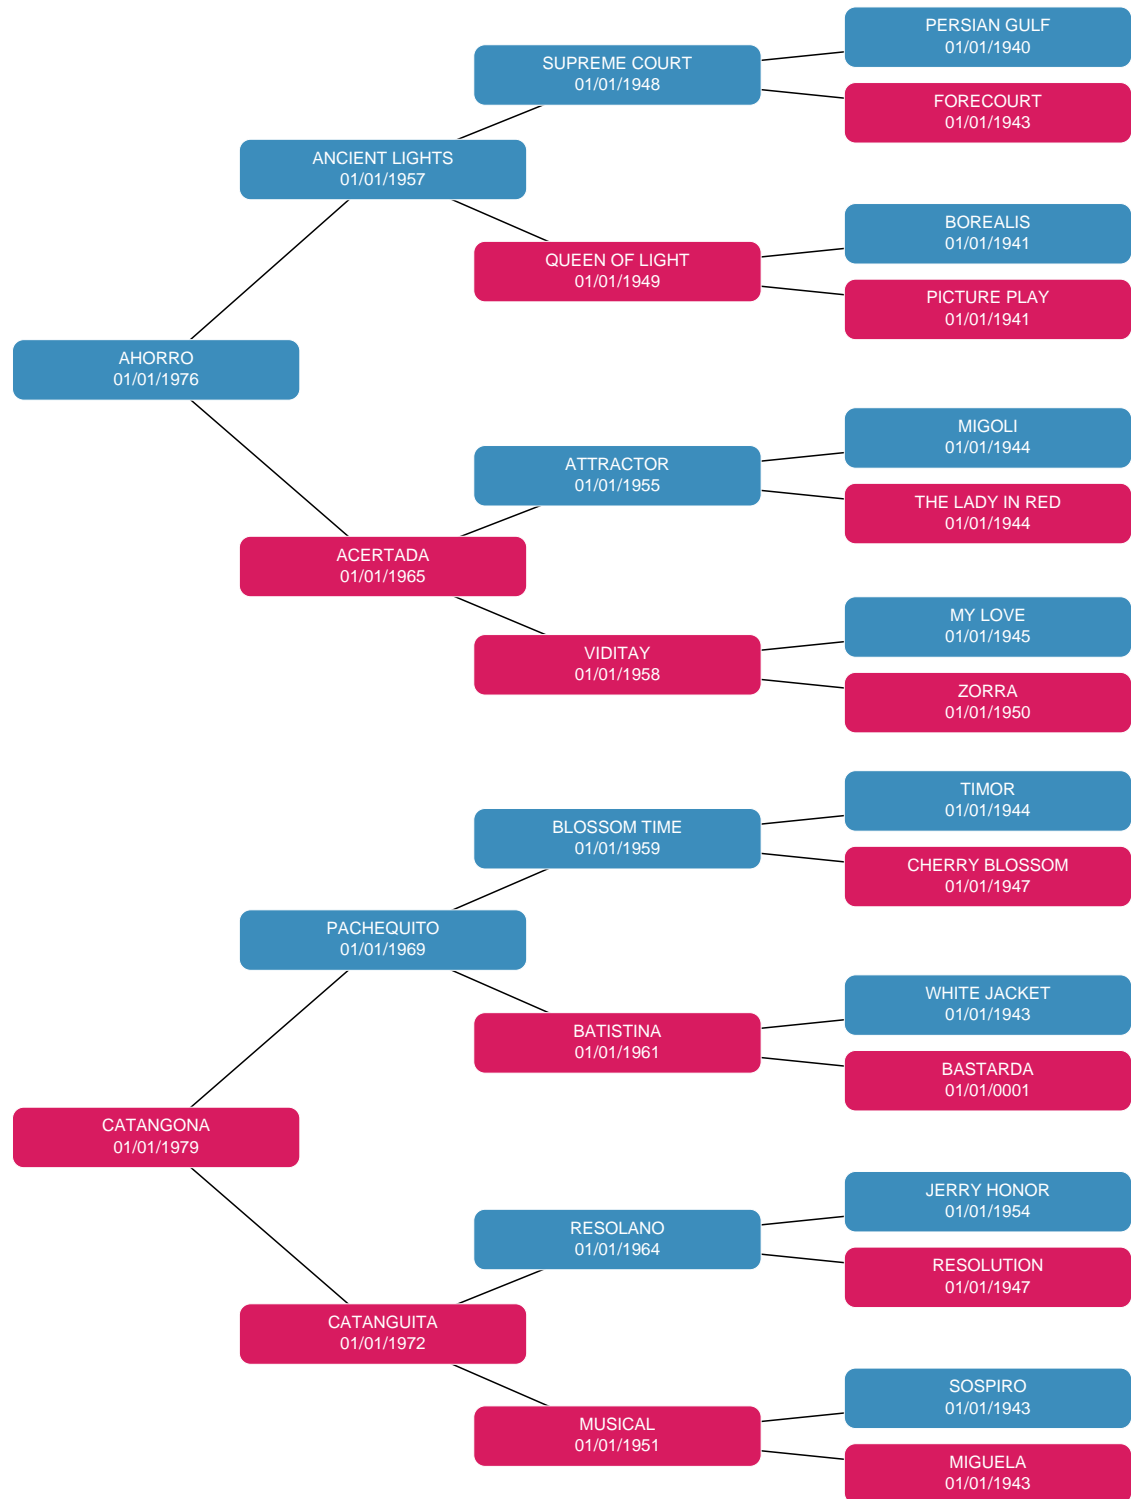 PERSIAN GULF
01/01/1940
SUPREME COURT
01/01/1948
FORECOURT
01/01/1943
ANCIENT LIGHTS
01/01/1957
BOREALIS
01/01/1941
QUEEN OF LIGHT
01/01/1949
PICTURE PLAY
01/01/1941
AHORRO
01/01/1976
MIGOLI
01/01/1944
ATTRACTOR
01/01/1955
THE LADY IN RED
01/01/1944
ACERTADA
01/01/1965
MY LOVE
01/01/1945
VIDITAY
01/01/1958
ZORRA
01/01/1950
TIMOR
01/01/1944
BLOSSOM TIME
01/01/1959
CHERRY BLOSSOM
01/01/1947
PACHEQUITO
01/01/1969
WHITE JACKET
01/01/1943
BATISTINA
01/01/1961
BASTARDA
01/01/0001
CATANGONA
01/01/1979
JERRY HONOR
01/01/1954
RESOLANO
01/01/1964
RESOLUTION
01/01/1947
CATANGUITA
01/01/1972
SOSPIRO
01/01/1943
MUSICAL
01/01/1951
MIGUELA
01/01/1943